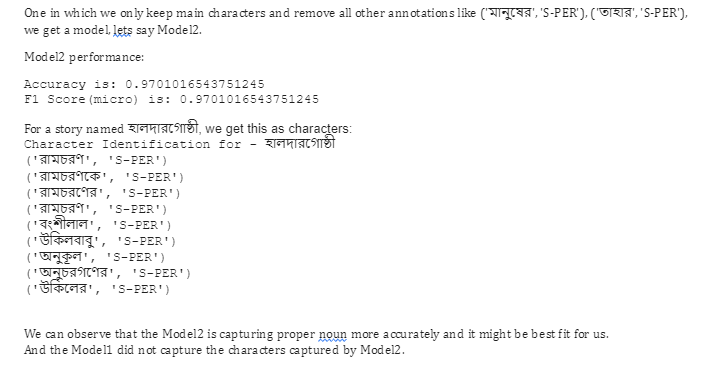 One in which we only keep main characters and remove all other annotations like ('মানুষের', 'S-PER'), ('তাহার', 'S-PER'),
we get a model, lets say Model2.
Model2 performance:
Accuracy is: 0.9701016543751245
F1 Score(micro) is: 0.9701016543751245
For a story named হালদারগোষ্ঠী, we get this as characters:
Character Identification for - হালদারগোষ্ঠী
('রামচরণ', 'S-PER')
('রামচরণকে', 'S-PER')
('রামচরণের', 'S-PER')
('রামচরণ', 'S-PER')
('বংশীলাল', 'S-PER')
('উকিলবাবু', 'S-PER')
('অনুকূল', 'S-PER')
('অনুচরগণের', 'S-PER')
('উকিলের', 'S-PER')
We can observe that the Model2 is capturing proper noun more accurately and it might be best fit for us.
And the Model1 did not capture the characters captured by Model2.